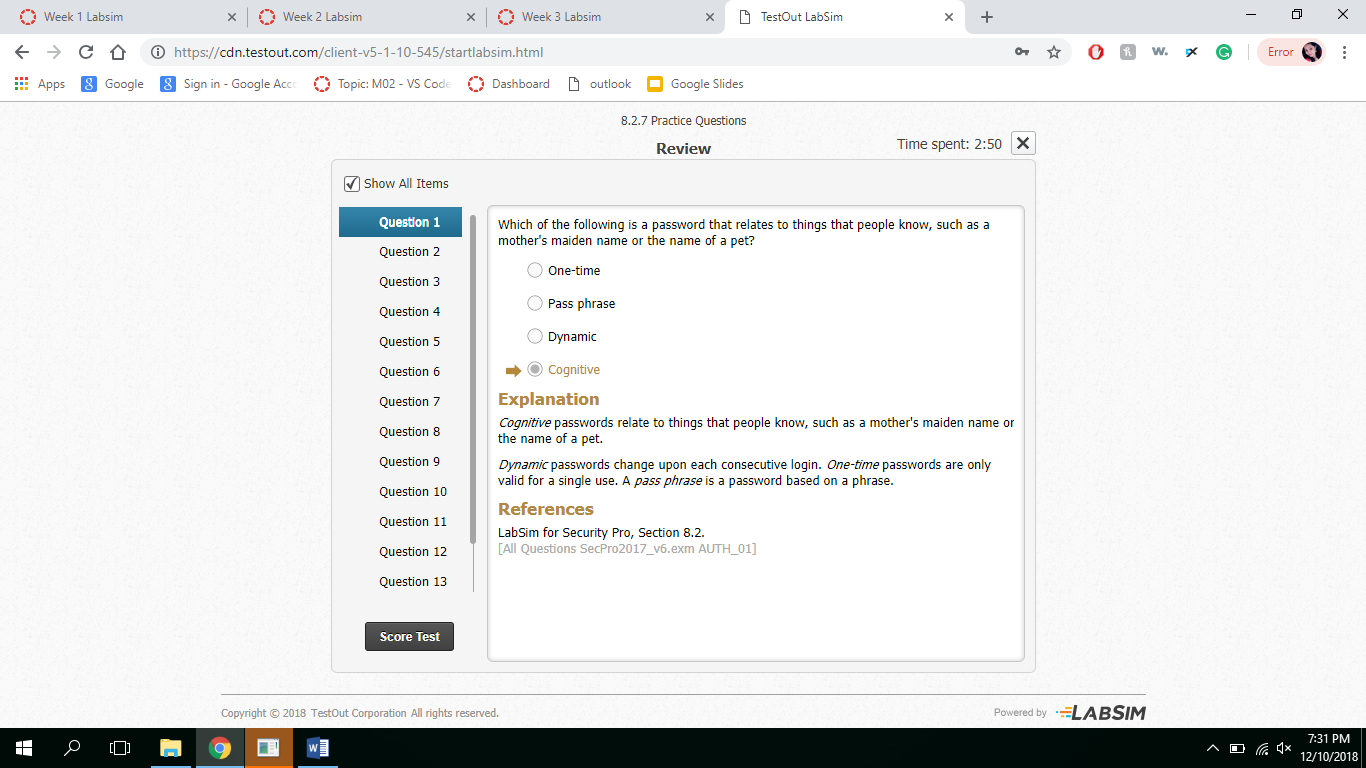 Week 1 Labsim
Week 2 Labsim
Week 3 Labsim
TestOut LabSim
https://cdn.testout.com/client-v5-1-10-545/startlabsim.html
Error
Apps
Google
Sign in - Google Acc
Topic: M02 - VS Code
Dashboard
outlook
Google Slides
8.2.7 Practice Questions
Review
Time spent: 2:50
Show All Items
Question 1
Question 2
Question 3
Question 4
Question 5
Question 6
Question 7
Question 8
Question 9
Question 10
Question 11
Question 12
Question 13
Score Test
Which of the following is a password that relates to things that people know, such as a
mother's maiden name or the name of a pet?
One-time
Pass phrase
Dynamic
Cognitive
Explanation
Cognitive passwords relate to things that people know, such as a mother's maiden name or
the name of a pet.
Dynamic passwords change upon each consecutive login. One-time passwords are only
valid for a single use. A pass phrase is a password based on a phrase.
References
LabSim for Security Pro, Section 8.2.
[All Questions SecPro2017_v6.exm AUTH_01]
Copyright © 2018 TestOut Corporation All rights reserved.
Powered by LABSIM
7:31 PM
12/10/2018